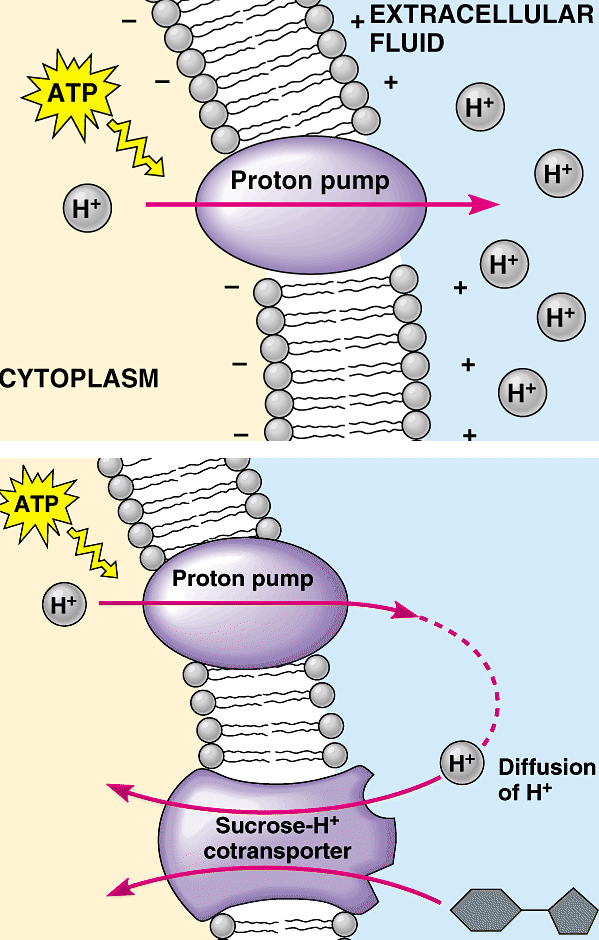 − + EXTRACELLULAR
FLUID
− +
ATP
H⁺
H⁺
Proton pump
H⁺
H⁺
− +
H⁺
− +
CYTOPLASM
H⁺
− +
ATP
Proton pump
H⁺
H⁺
Diffusion
of H⁺
Sucrose-H⁺
cotransporter